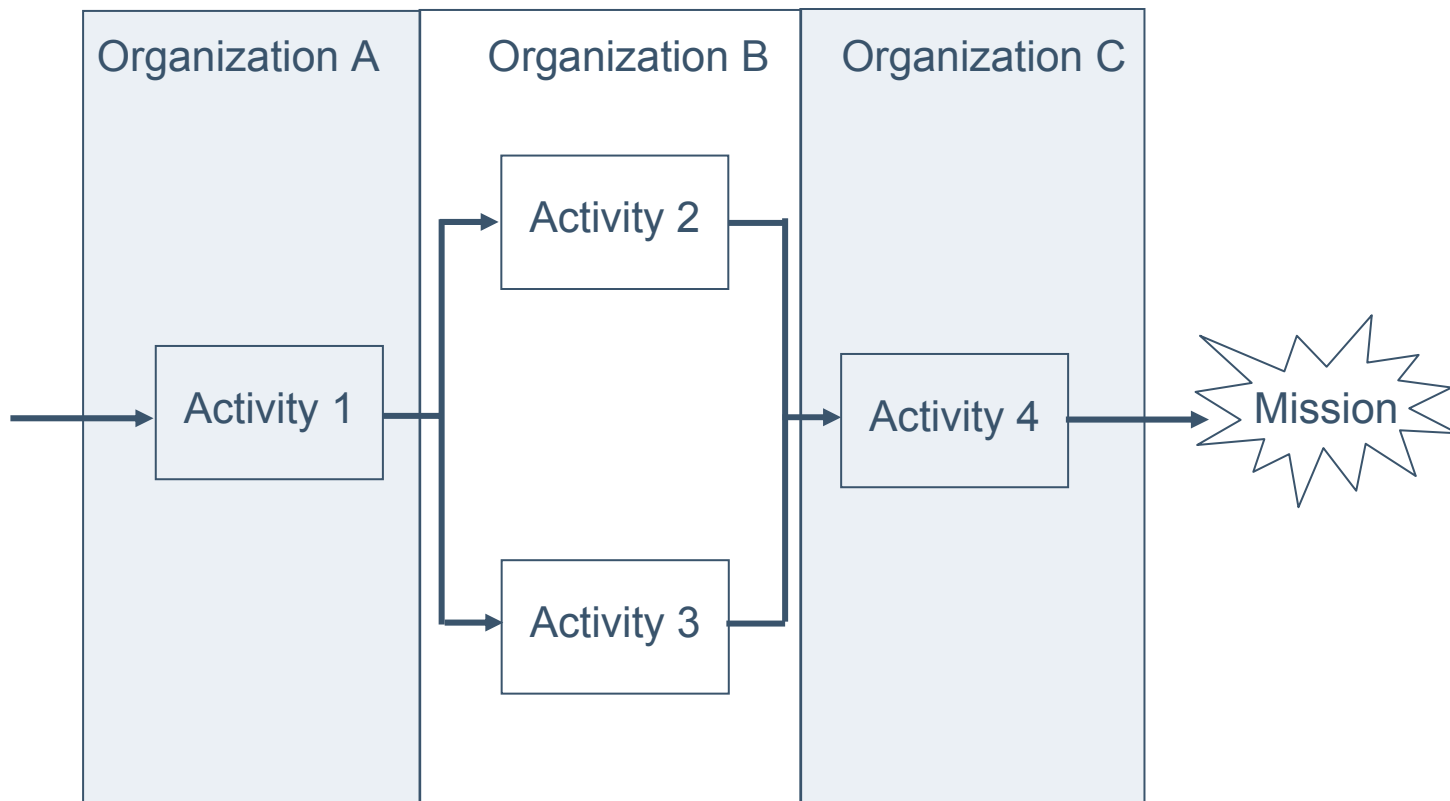 Organization A
Organization B
Organization C
Activity 2
Activity 1
Activity 4
Mission
Activity 3